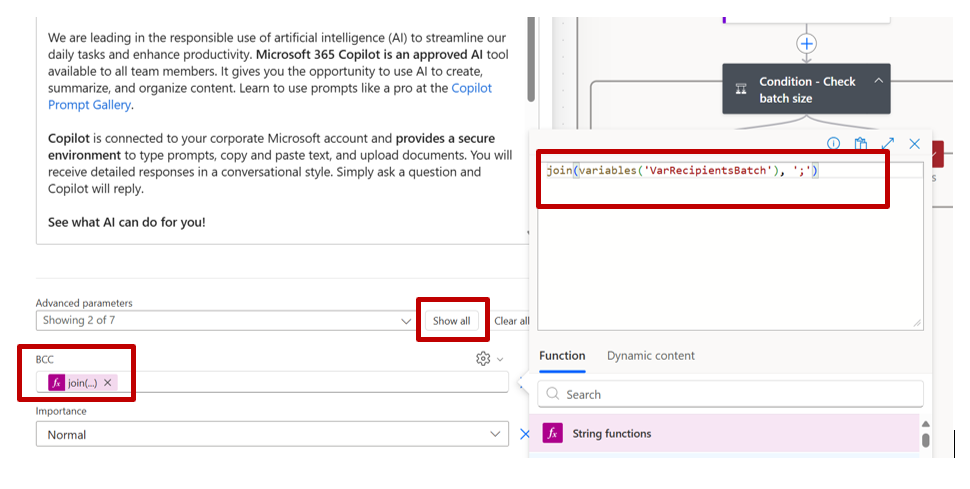 We are leading in the responsible use of artificial intelligence (AI) to streamline our
daily tasks and enhance productivity. Microsoft 365 Copilot is an approved AI tool
available to all team members. It gives you the opportunity to use AI to create,
summarize, and organize content. Learn to use prompts like a pro at the Copilot
Prompt Gallery.
Copilot is connected to your corporate Microsoft account and provides a secure
environment to type prompts, copy and paste text, and upload documents. You will
receive detailed responses in a conversational style. Simply ask a question and
Copilot will reply.
See what AI can do for you!
Advanced parameters
Showing 2 of 7
Show all
Clear all
BCC
fx join(...)
Importance
Normal
Condition - Check
batch size
join(variables('VarRecipientsBatch'), ';')
Function
Dynamic content
Search
fx String functions